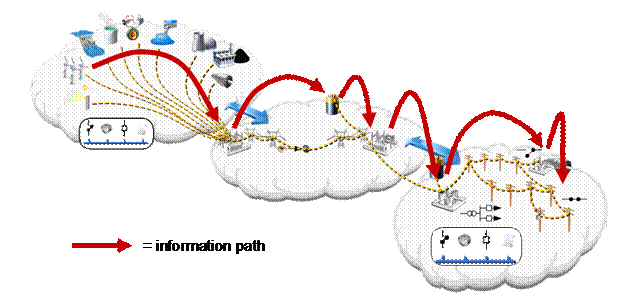 = information path